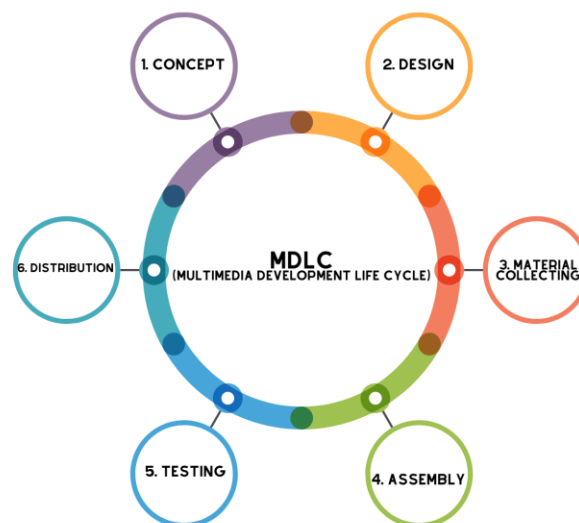 1. CONCEPT
2. DESIGN
MDLC
(MULTIMEDIA DEVELOPMENT LIFE CYCLE)
3. MATERIAL
COLLECTING
4. ASSEMBLY
5. TESTING
6. DISTRIBUTION